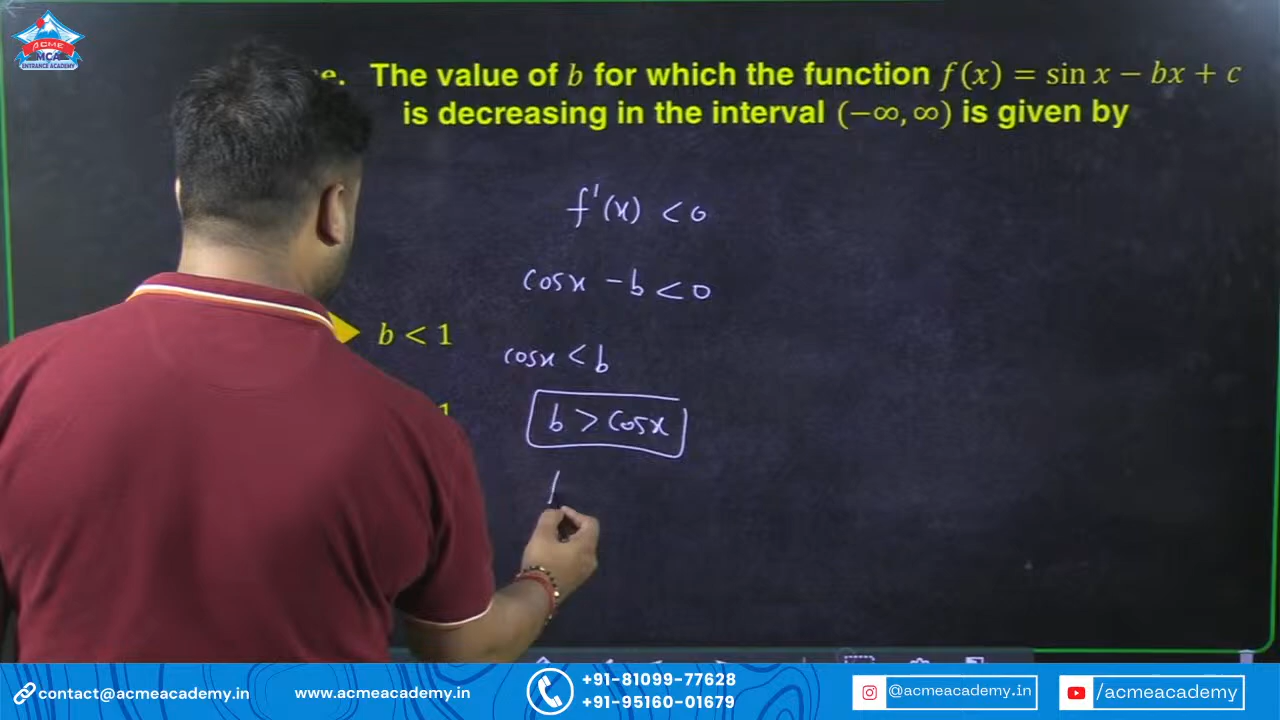 ACME
MCA
ENTRANCE ACADEMY
e. The value of b for which the function f(x) = sin x − bx + c
is decreasing in the interval (−∞, ∞) is given by
f'(x) < 0
cosx − b < 0
b < 1
cosx < b
b > cosx
contact@acmeacademy.in
www.acmeacademy.in
+91-81099-77628
+91-95160-01679
@acmeacademy.in
/acmeacademy